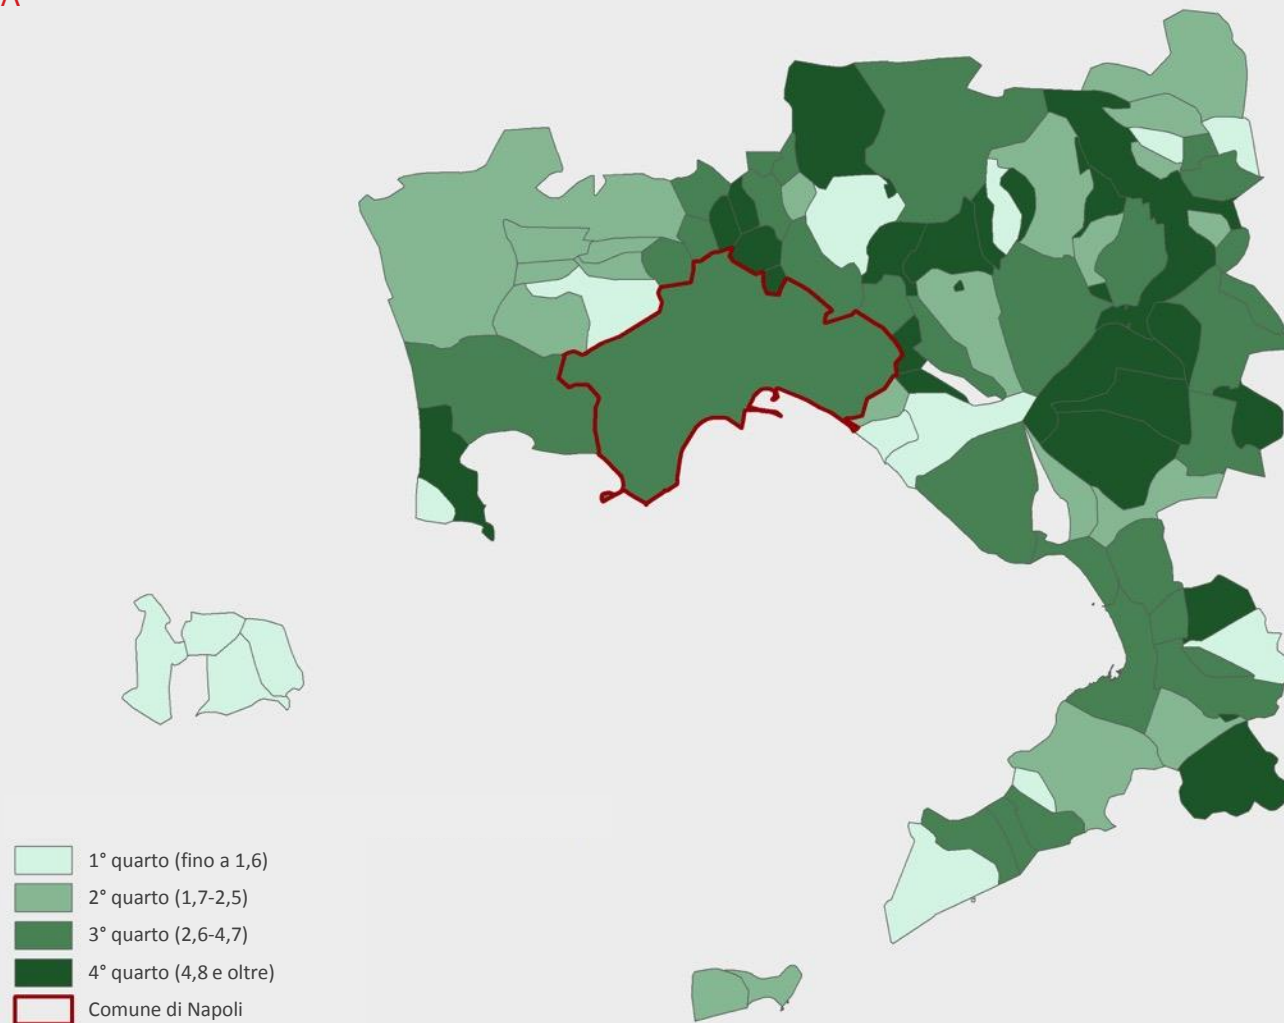 1° quarto (fino a 1,6)
2° quarto (1,7-2,5)
3° quarto (2,6-4,7)
4° quarto (4,8 e oltre)
Comune di Napoli